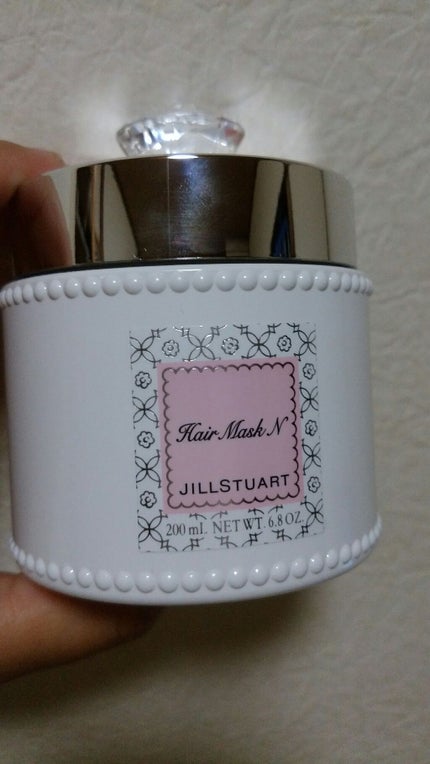 Hair Mask N
JILLSTUART
200 mL NET WT. 6.8 OZ.